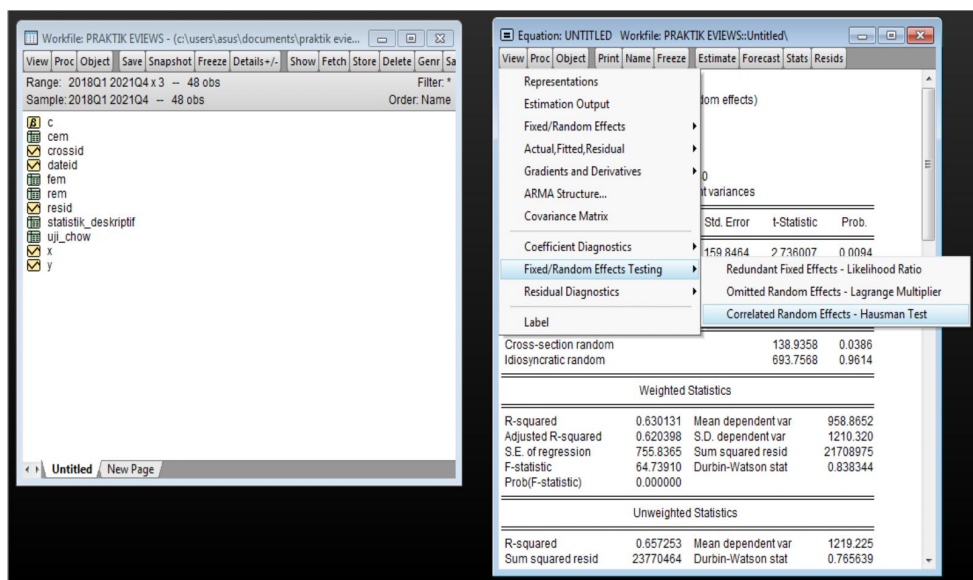 Workfile: PRAKTIK EVIEWS - (c:\users\asus\documents\praktik evie...
View Proc Object Save Snapshot Freeze Details+/- Show Fetch Store Delete Genr Sa
Range: 2018Q1 2021Q4 x 3 -- 48 obs Filter: *
Sample: 2018Q1 2021Q4 -- 48 obs Order: Name
c
cem
crossid
dateid
fem
rem
resid
statistik_deskriptif
uji_chow
x
y
Untitled New Page
Equation: UNTITLED Workfile: PRAKTIK EVIEWS::Untitled\
View Proc Object Print Name Freeze Estimate Forecast Stats Resids
Representations
Estimation Output
Fixed/Random Effects
Actual,Fitted,Residual
Gradients and Derivatives
ARMA Structure...
Covariance Matrix
Coefficient Diagnostics
Fixed/Random Effects Testing
Residual Diagnostics
Label
Redundant Fixed Effects - Likelihood Ratio
Omitted Random Effects - Lagrange Multiplier
Correlated Random Effects - Hausman Test
dom effects)
0
nt variances
Std. Error t-Statistic Prob.
159.8464 2.736007 0.0094
Cross-section random 138.9358 0.0386
Idiosyncratic random 693.7568 0.9614
Weighted Statistics
R-squared 0.630131 Mean dependent var 958.8652
Adjusted R-squared 0.620398 S.D. dependent var 1210.320
S.E. of regression 755.8365 Sum squared resid 21708975
F-statistic 64.73910 Durbin-Watson stat 0.838344
Prob(F-statistic) 0.000000
Unweighted Statistics
R-squared 0.657253 Mean dependent var 1219.225
Sum squared resid 23770464 Durbin-Watson stat 0.765639